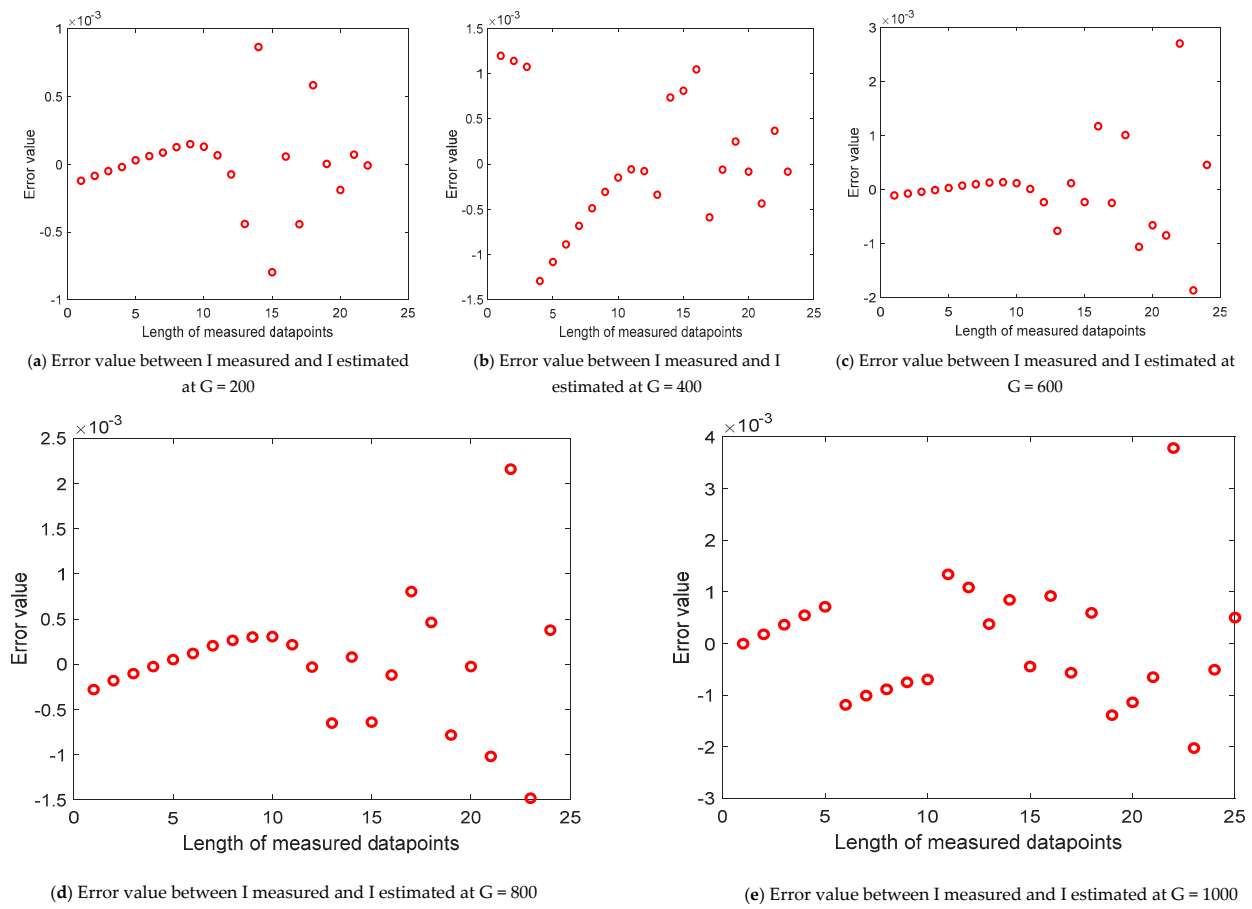 ×10⁻³
1
0.5
0
-0.5
-1
Error value
0 5 10 15 20 25
Length of measured datapoints
(a) Error value between I measured and I estimated
at G = 200
×10⁻³
1.5
1
0.5
0
-0.5
-1
-1.5
Error value
0 5 10 15 20 25
Length of measured datapoints
(b) Error value between I measured and I
estimated at G = 400
×10⁻³
3
2
1
0
-1
-2
Error value
0 5 10 15 20 25
Length of measured datapoints
(c) Error value between I measured and I estimated at
G = 600
×10⁻³
2.5
2
1.5
1
0.5
0
-0.5
-1
-1.5
Error value
0 5 10 15 20 25
Length of measured datapoints
(d) Error value between I measured and I estimated at G = 800
×10⁻³
4
3
2
1
0
-1
-2
-3
Error value
0 5 10 15 20 25
Length of measured datapoints
(e) Error value between I measured and I estimated at G = 1000